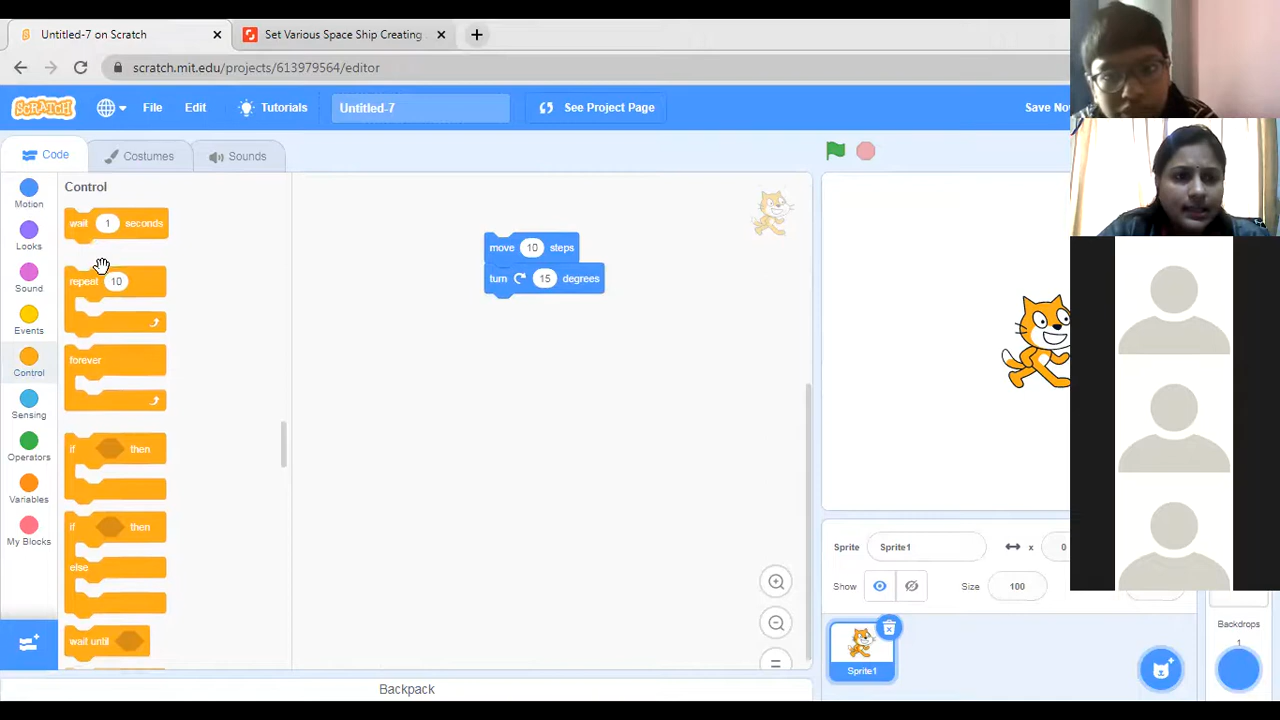 Untitled-7 on Scratch
Set Various Space Ship Creating
scratch.mit.edu/projects/613979564/editor
SCRATCH
File
Edit
Tutorials
Untitled-7
See Project Page
Save Now
Code
Costumes
Sounds
Motion
Looks
Sound
Events
Control
Sensing
Operators
Variables
My Blocks
Control
wait 1 seconds
repeat 10
forever
if then
if then
else
wait until
move 10 steps
turn 15 degrees
Sprite
Sprite1
x 0
Show
Size 100
Sprite1
Backdrops
1
Backpack